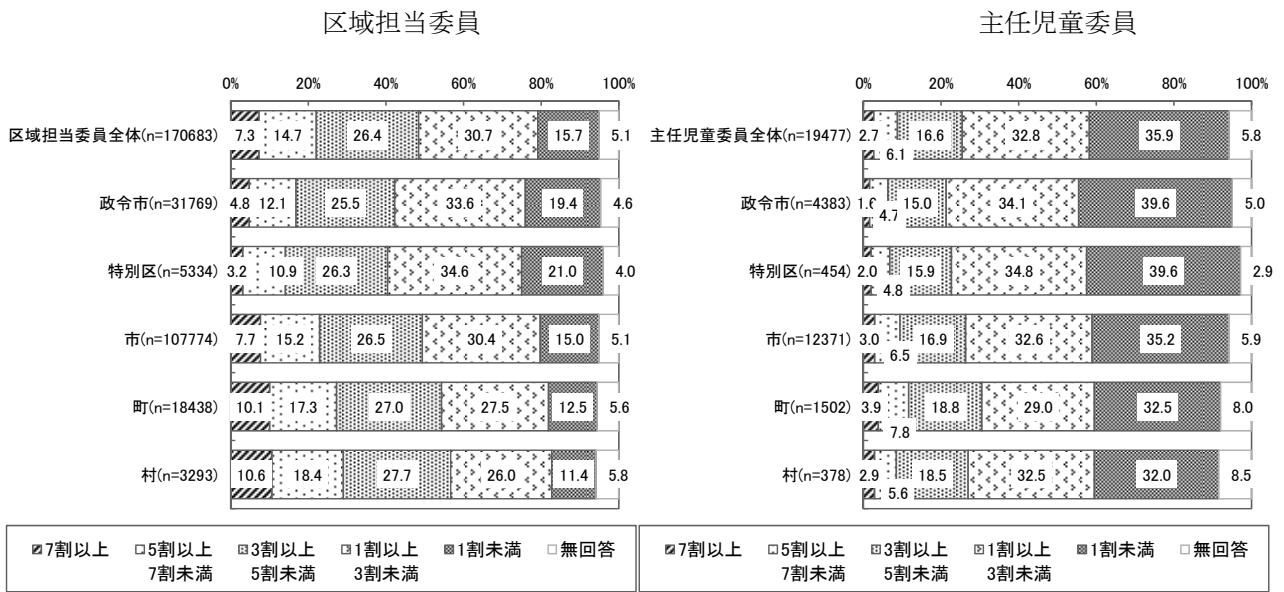 区域担当委員
0% 20% 40% 60% 80% 100%
区域担当委員全体(n=170683) 7.3 14.7 26.4 30.7 15.7 5.1
政令市(n=31769) 4.8 12.1 25.5 33.6 19.4 4.6
特別区(n=5334) 3.2 10.9 26.3 34.6 21.0 4.0
市(n=107774) 7.7 15.2 26.5 30.4 15.0 5.1
町(n=18438) 10.1 17.3 27.0 27.5 12.5 5.6
村(n=3293) 10.6 18.4 27.7 26.0 11.4 5.8
7割以上 5割以上 3割以上 1割以上 1割未満 無回答
7割未満 5割未満 3割未満
主任児童委員
0% 20% 40% 60% 80% 100%
主任児童委員全体(n=19477) 2.7 16.6 32.8 35.9 5.8
6.1
政令市(n=4383) 1.6 15.0 34.1 39.6 5.0
4.7
特別区(n=454) 2.0 15.9 34.8 39.6 2.9
4.8
市(n=12371) 3.0 16.9 32.6 35.2 5.9
6.5
町(n=1502) 3.9 18.8 29.0 32.5 8.0
7.8
村(n=378) 2.9 18.5 32.5 32.0 8.5
5.6
7割以上 5割以上 3割以上 1割以上 1割未満 無回答
7割未満 5割未満 3割未満